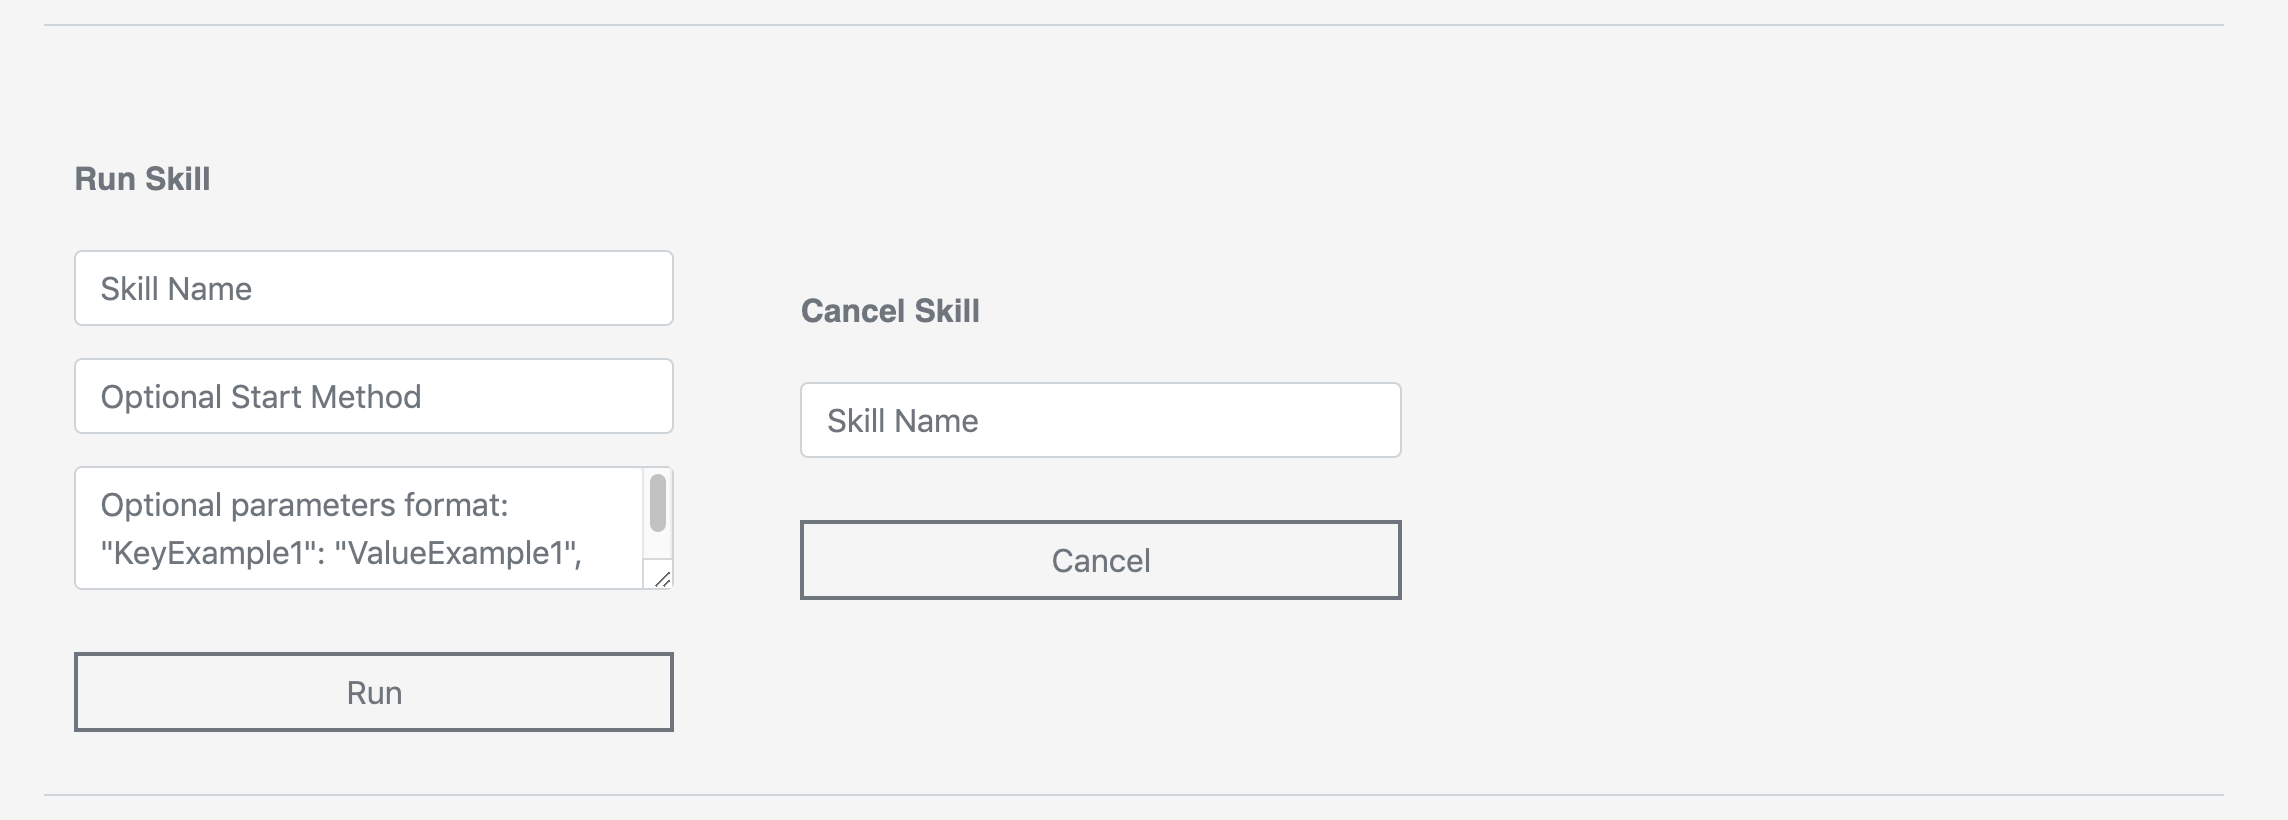 Run Skill
Skill Name
Optional Start Method
Optional parameters format:
"KeyExample1": "ValueExample1",
Run
Cancel Skill
Skill Name
Cancel